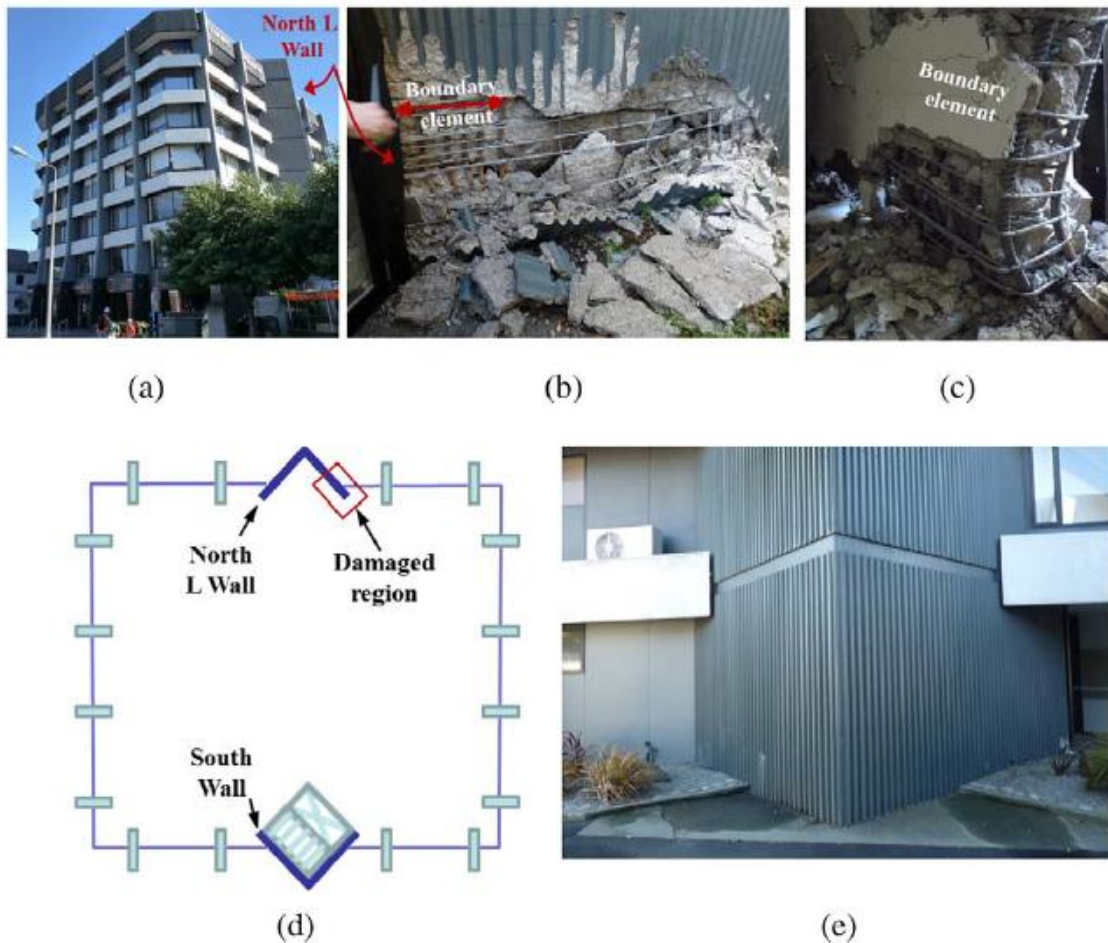 North L
Wall
Boundary
element
Boundary
element
(a)
(b)
(c)
North
L Wall
Damaged
region
South
Wall
(d)
(e)